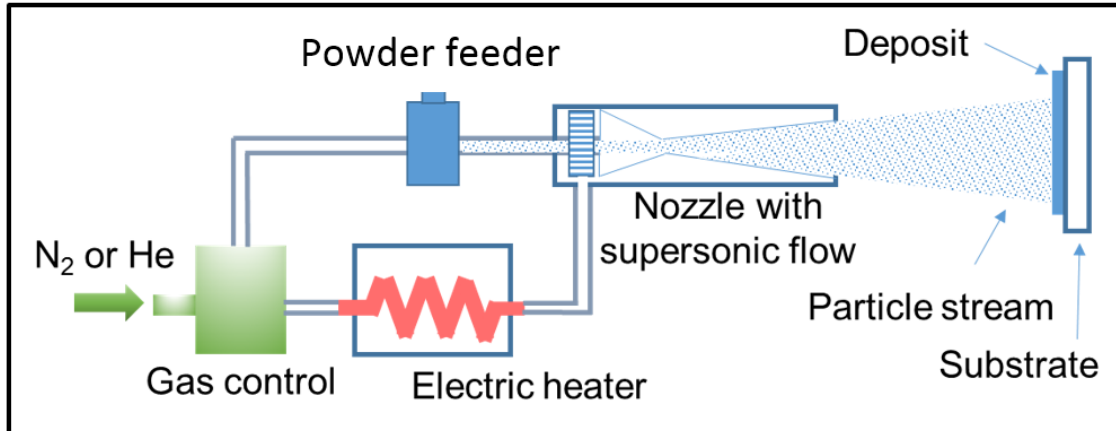 Powder feeder
Deposit
N₂ or He
Nozzle with
supersonic flow
Particle stream
Substrate
Gas control
Electric heater